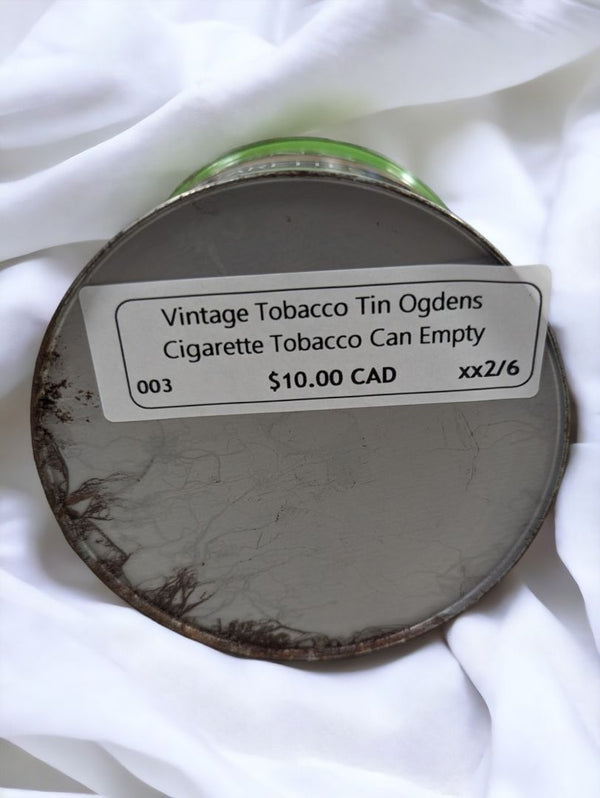 Vintage Tobacco Tin Ogdens
Cigarette Tobacco Can Empty
003 $10.00 CAD xx2/6